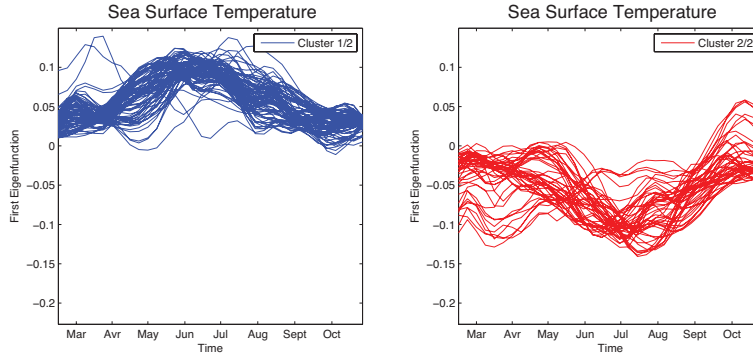 Sea Surface Temperature
Cluster 1/2
First Eigenfunction
0.1
0.05
0
−0.05
−0.1
−0.15
−0.2
Mar Avr May Jun Jul Aug Sept Oct
Time
Sea Surface Temperature
Cluster 2/2
First Eigenfunction
0.1
0.05
0
−0.05
−0.1
−0.15
−0.2
Mar Avr May Jun Jul Aug Sept Oct
Time